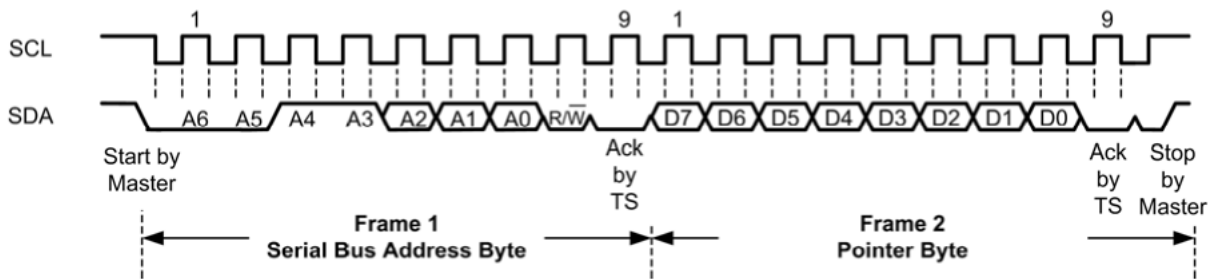 1 9 1 9
SCL
SDA A6 A5 A4 A3 A2 A1 A0 R/W̅ D7 D6 D5 D4 D3 D2 D1 D0
Start by
Master
Ack
by
TS
Ack
by
TS
Stop
by
Master
Frame 1
Serial Bus Address Byte
Frame 2
Pointer Byte